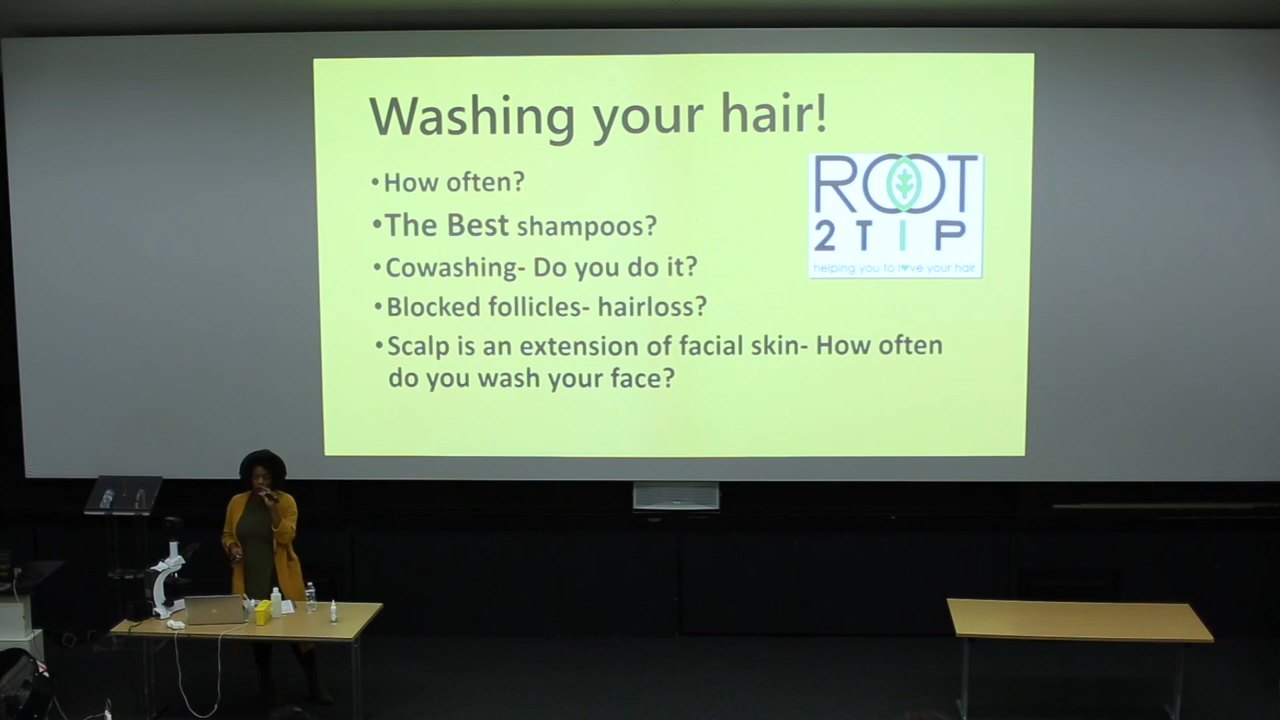 Washing your hair!
•How often?
•The Best shampoos?
•Cowashing- Do you do it?
•Blocked follicles- hairloss?
•Scalp is an extension of facial skin- How often
do you wash your face?
ROOT
2TIP
helping you to l♥ve your hair